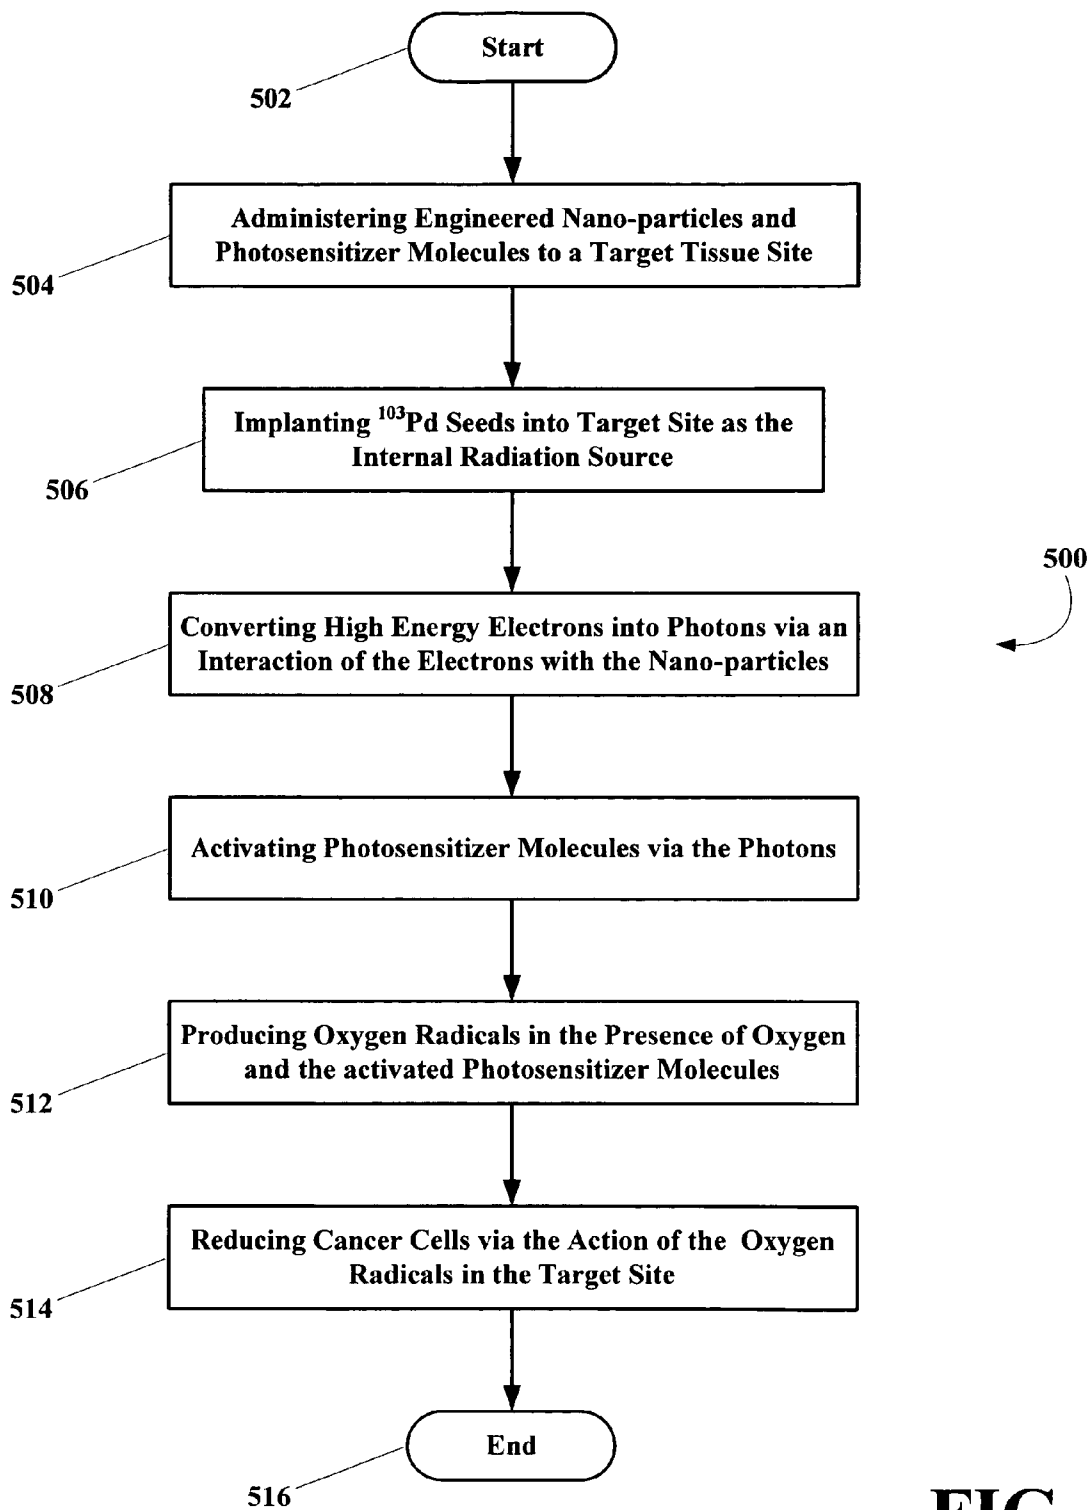 Start
502
Administering Engineered Nano-particles and
Photosensitizer Molecules to a Target Tissue Site
504
Implanting ¹⁰³Pd Seeds into Target Site as the
Internal Radiation Source
506
500
Converting High Energy Electrons into Photons via an
Interaction of the Electrons with the Nano-particles
508
Activating Photosensitizer Molecules via the Photons
510
Producing Oxygen Radicals in the Presence of Oxygen
and the activated Photosensitizer Molecules
512
Reducing Cancer Cells via the Action of the Oxygen
Radicals in the Target Site
514
End
516
FIG